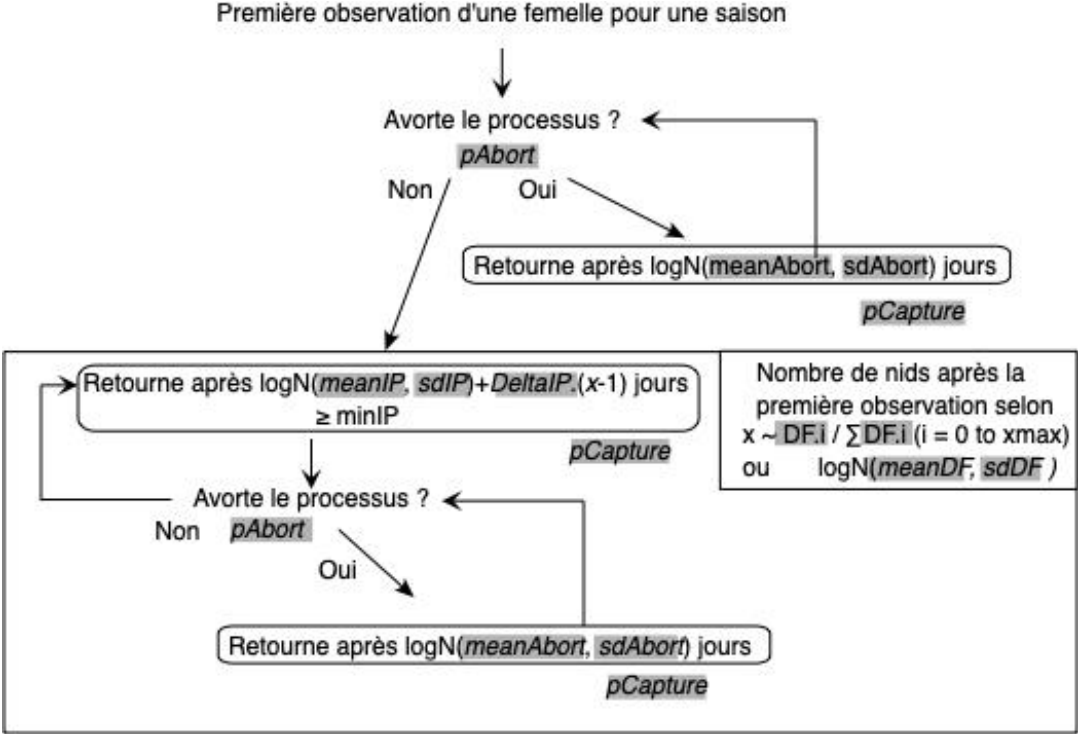 Première observation d'une femelle pour une saison
Avorte le processus ?
pAbort
Non Oui
Retourne après logN(meanAbort, sdAbort) jours
pCapture
Retourne après logN(meanIP, sdIP)+DeltaIP.(x-1) jours
≥ minIP
pCapture
Nombre de nids après la
première observation selon
x ~ DF.i / ∑DF.i (i = 0 to xmax)
ou logN(meanDF, sdDF )
Avorte le processus ?
Non pAbort
Oui
Retourne après logN(meanAbort, sdAbort) jours
pCapture